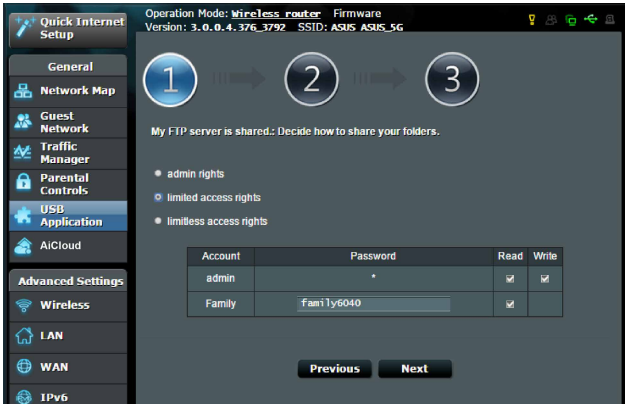 Quick Internet
Setup
General
Network Map
Guest
Network
Traffic
Manager
Parental
Controls
USB
Application
AiCloud
Advanced Settings
Wireless
LAN
WAN
IPv6
Operation Mode: Wireless router Firmware
Version: 3.0.0.4.376_3792 SSID: ASUS ASUS_5G
1 2 3
My FTP server is shared.: Decide how to share your folders.
admin rights
limited access rights
limitless access rights
Account Password Read Write
admin *
Family family6040
Previous Next